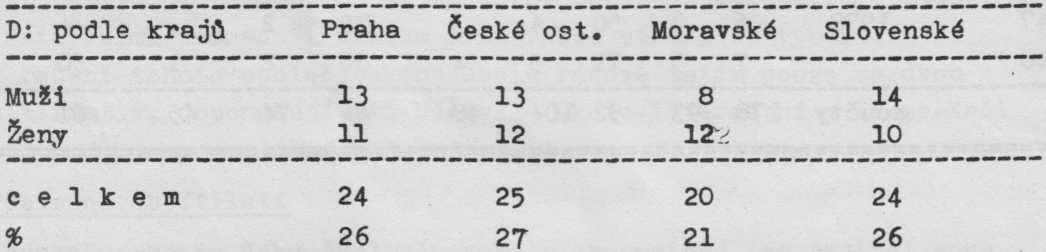 D: podle krajů Praha České ost. Moravské Slovenské
Muži 13 13 8 14
Ženy 11 12 12 10
c e l k e m 24 25 20 24
% 26 27 21 26